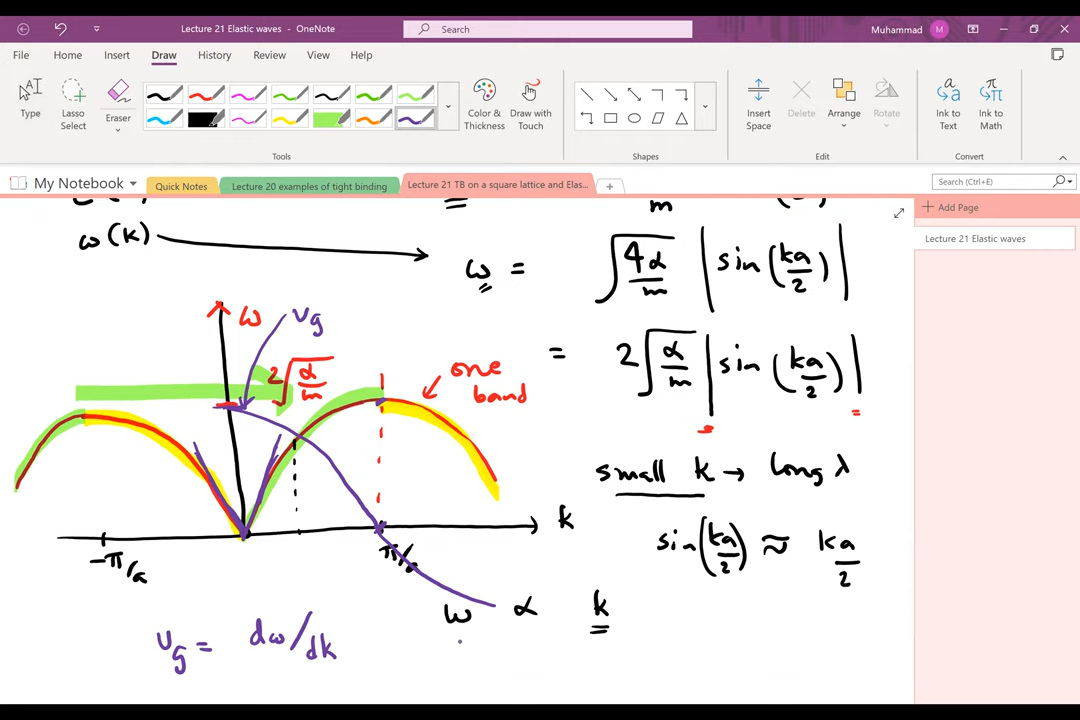 Lecture 21 Elastic waves - OneNote
Search
Muhammad
M
File Home Insert Draw History Review View Help
Type
Lasso Select
Eraser
Color & Thickness
Draw with Touch
Insert Space
Delete
Arrange
Rotate
Ink to Text
Ink to Math
Tools
Shapes
Edit
Convert
My Notebook
Quick Notes
Lecture 20 examples of tight binding
Lecture 21 TB on a square lattice and Elas...
Search (Ctrl+E)
Add Page
Lecture 21 Elastic waves
m
ω(k)
ω = √(4α/m) |sin(ka/2)|
= 2√(α/m) |sin(ka/2)|
ω
vg
2√(α/m)
one band
small k → long λ
k
sin(ka/2) ≈ ka/2
-π/a
ω α k
vg = dω/dk